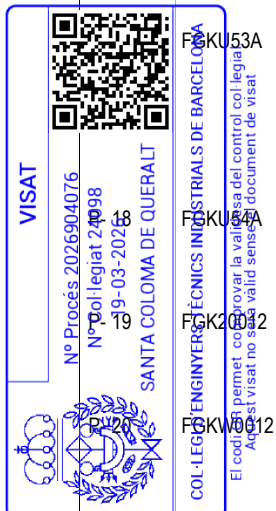 VISAT
Nº Procés 2026904076
Nº Col·legiat 24098
19-03-2026
SANTA COLOMA DE QUERALT
COL·LEGI D'ENGINYERS TÈCNICS INDUSTRIALS DE BARCELONA
El codi QR permet comprovar la validesa del control col·legial
Aquest visat no serà vàlid sense el document de visat
FGKU53A
P- 18 FGKU54A
P- 19 FGK20012
P- 20 FGKW0012